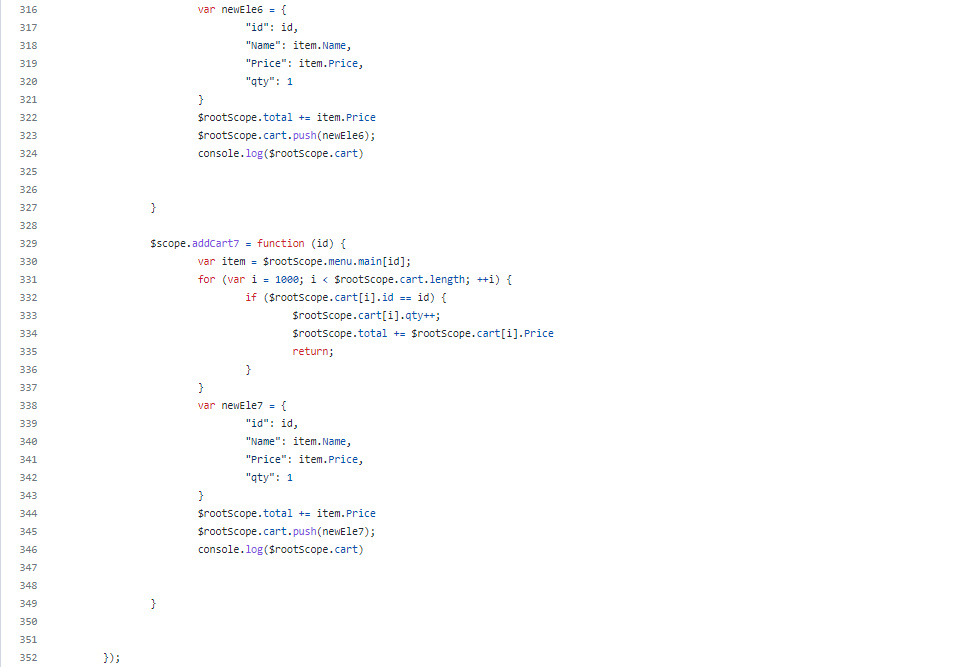 316 var newEle6 = {
317 "id": id,
318 "Name": item.Name,
319 "Price": item.Price,
320 "qty": 1
321 }
322 $rootScope.total += item.Price
323 $rootScope.cart.push(newEle6);
324 console.log($rootScope.cart)
325
326
327 }
328
329 $scope.addCart7 = function (id) {
330 var item = $rootScope.menu.main[id];
331 for (var i = 1000; i < $rootScope.cart.length; ++i) {
332 if ($rootScope.cart[i].id == id) {
333 $rootScope.cart[i].qty++;
334 $rootScope.total += $rootScope.cart[i].Price
335 return;
336 }
337 }
338 var newEle7 = {
339 "id": id,
340 "Name": item.Name,
341 "Price": item.Price,
342 "qty": 1
343 }
344 $rootScope.total += item.Price
345 $rootScope.cart.push(newEle7);
346 console.log($rootScope.cart)
347
348
349 }
350
351
352 });